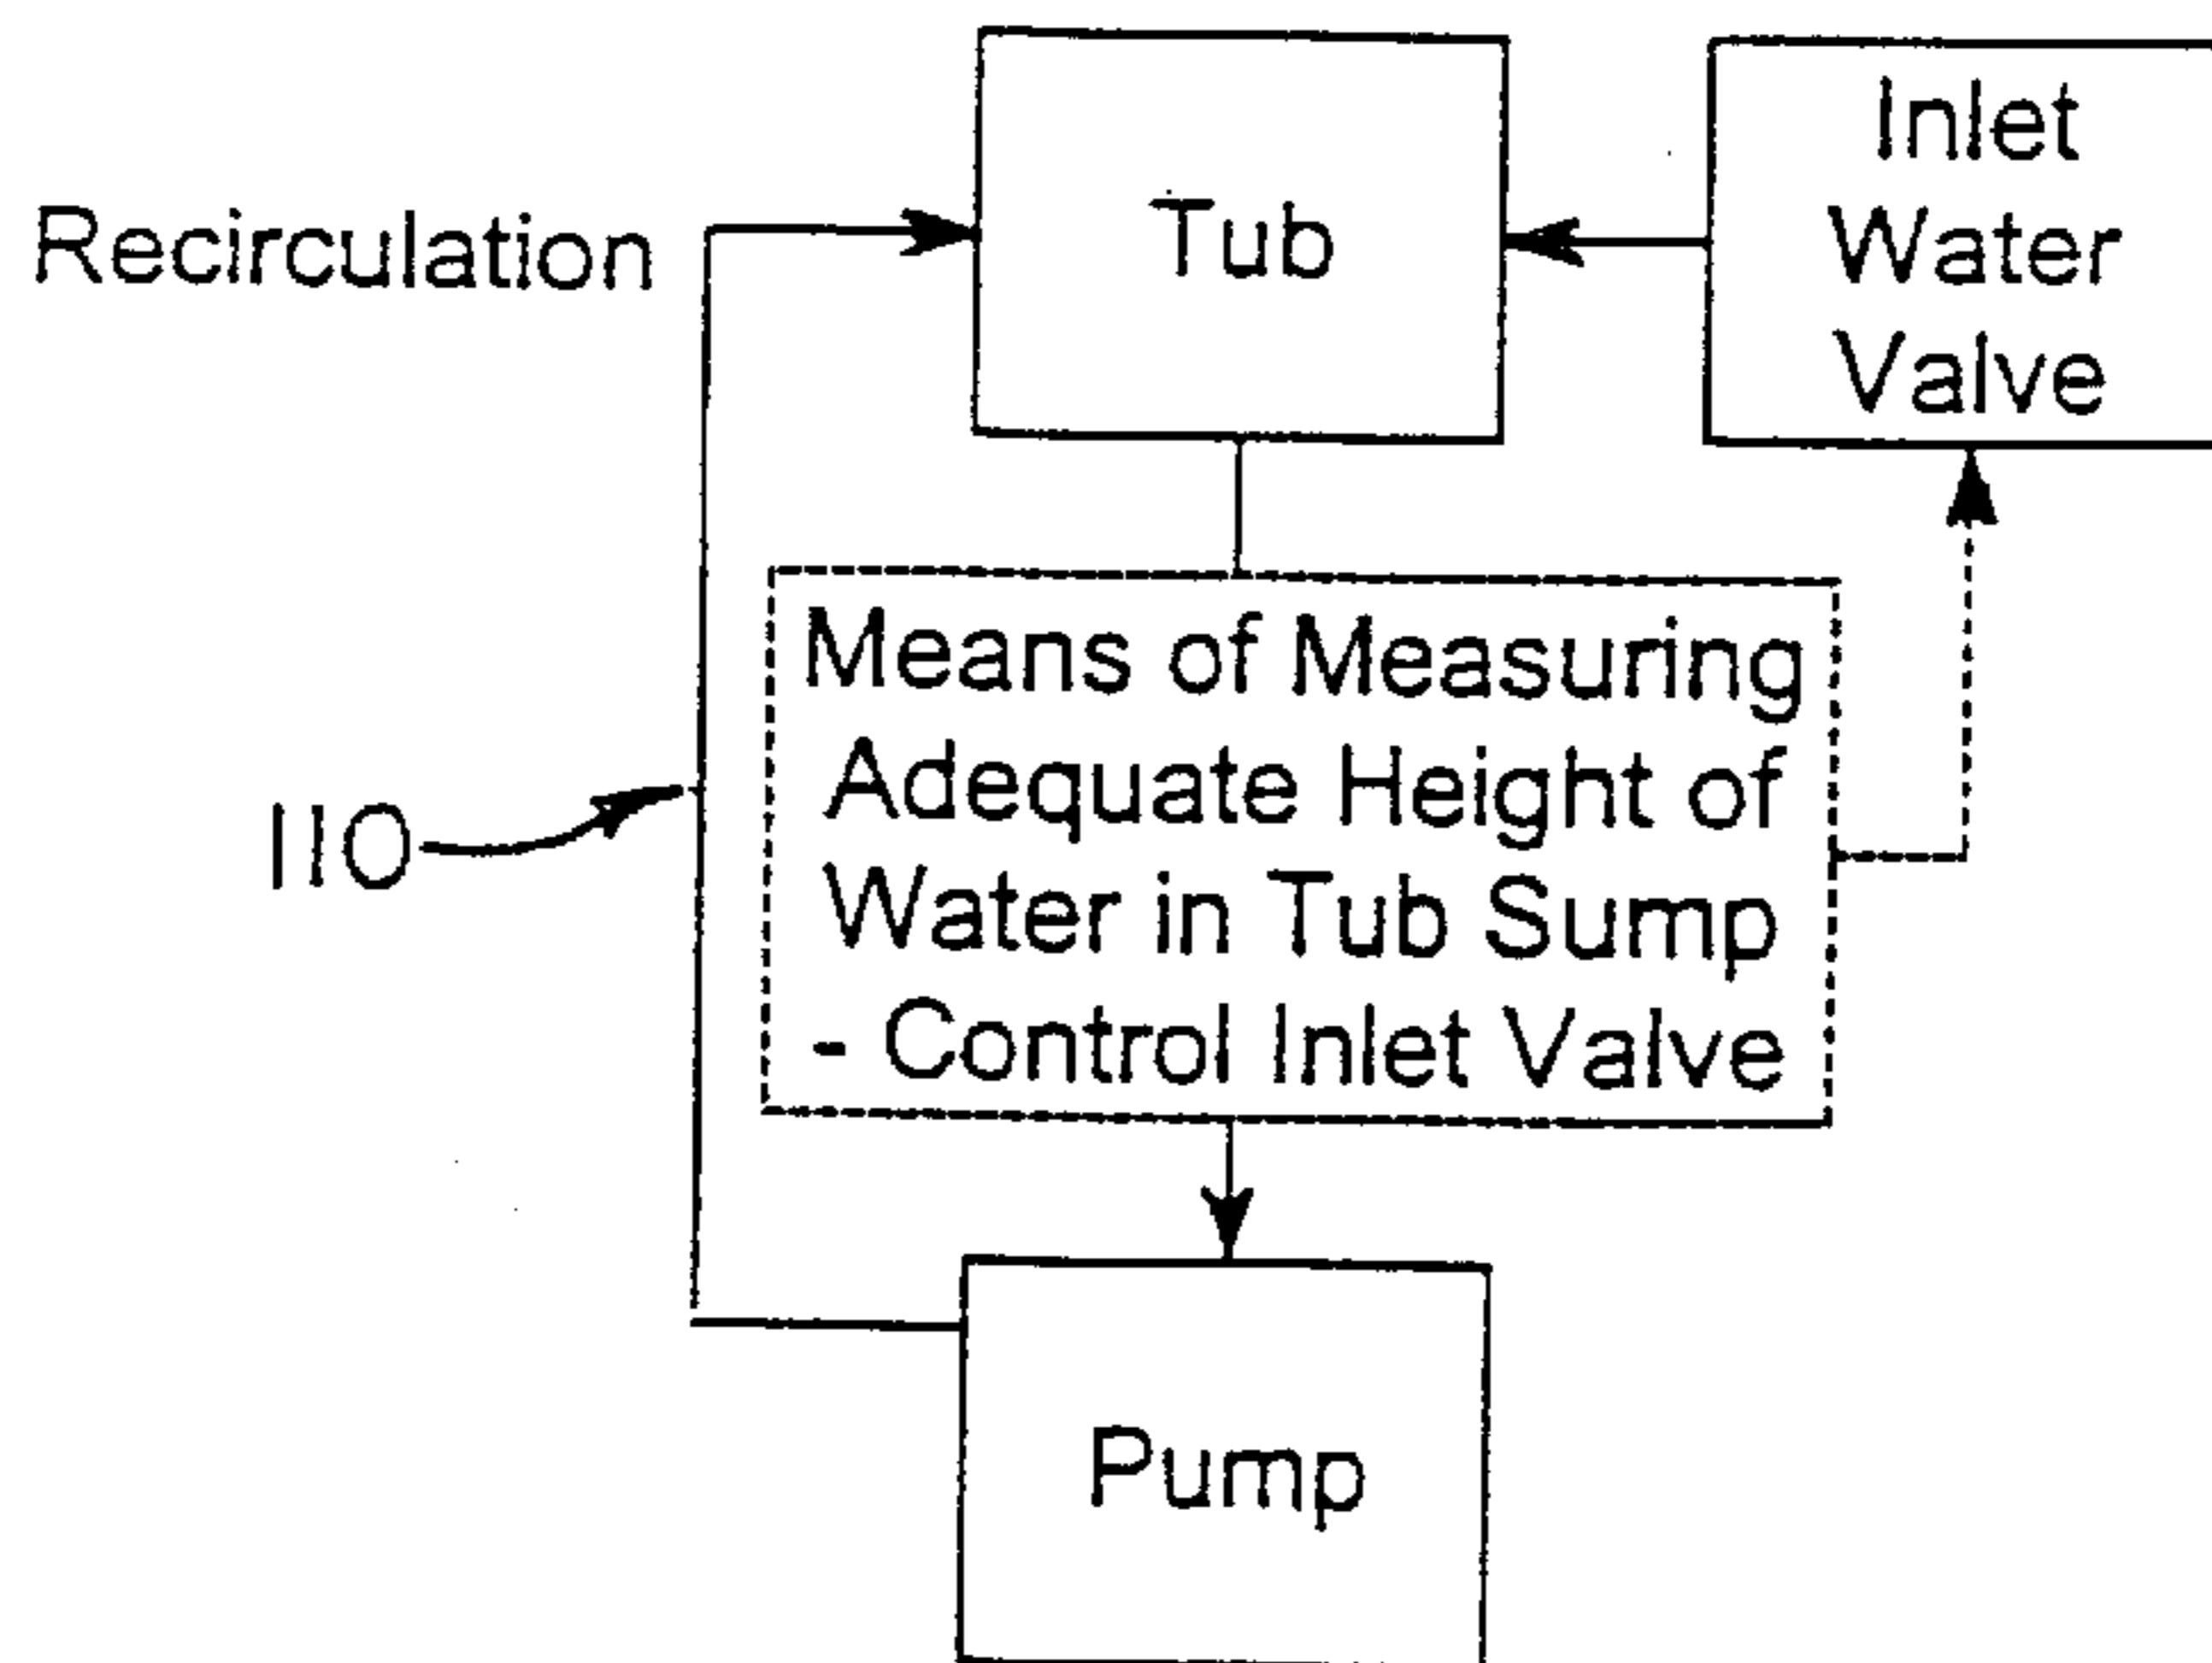 Recirculation
Tub
Inlet
Water
Valve
Means of Measuring
Adequate Height of
Water in Tub Sump
- Control Inlet Valve
110
Pump